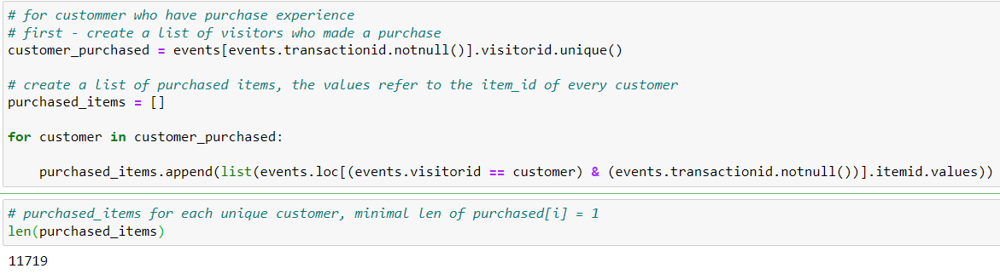 # for custommer who have purchase experience
# first - create a list of visitors who made a purchase
customer_purchased = events[events.transactionid.notnull()].visitorid.unique()
# create a list of purchased items, the values refer to the item_id of every customer
purchased_items = []
for customer in customer_purchased:
    purchased_items.append(list(events.loc[(events.visitorid == customer) & (events.transactionid.notnull())].itemid.values))
# purchased_items for each unique customer, minimal len of purchased[i] = 1
len(purchased_items)
11719